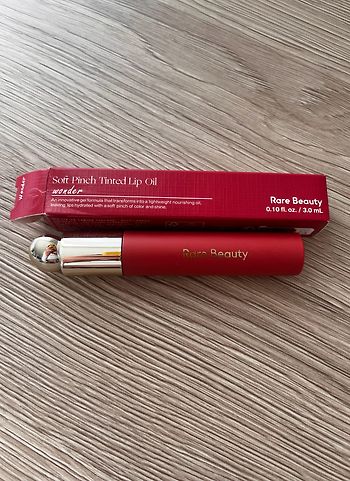 Wonder
Soft Pinch Tinted Lip Oil
wonder
An innovative gel formula that transforms into a lightweight nourishing oil,
leaving lips hydrated with a soft pinch of color and shine.
Rare Beauty
0.10 fl. oz. / 3.0 mL
Rare Beauty